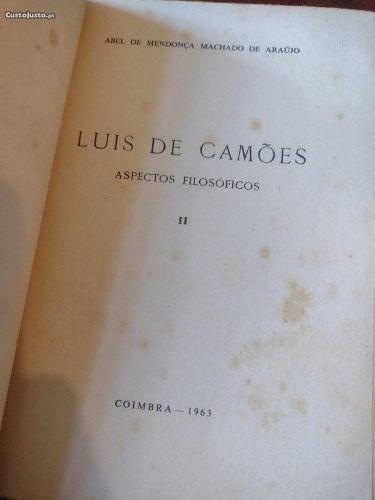 CustoJusto.pt
ABEL DE MENDONÇA MACHADO DE ARAÚJO
LUIS DE CAMÕES
ASPECTOS FILOSÓFICOS
II
COIMBRA — 1963